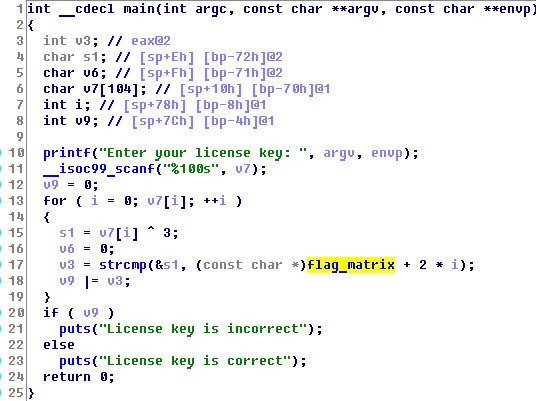 1 int __cdecl main(int argc, const char **argv, const char **envp)
2 {
3 int v3; // eax@2
4 char s1; // [sp+Eh] [bp-72h]@2
5 char v6; // [sp+Fh] [bp-71h]@2
6 char v7[104]; // [sp+10h] [bp-70h]@1
7 int i; // [sp+78h] [bp-8h]@1
8 int v9; // [sp+7Ch] [bp-4h]@1
9
10 printf("Enter your license key: ", argv, envp);
11 __isoc99_scanf("%100s", v7);
12 v9 = 0;
13 for ( i = 0; v7[i]; ++i )
14 {
15 s1 = v7[i] ^ 3;
16 v6 = 0;
17 v3 = strcmp(&s1, (const char *)flag_matrix + 2 * i);
18 v9 |= v3;
19 }
20 if ( v9 )
21 puts("License key is incorrect");
22 else
23 puts("License key is correct");
24 return 0;
25 }